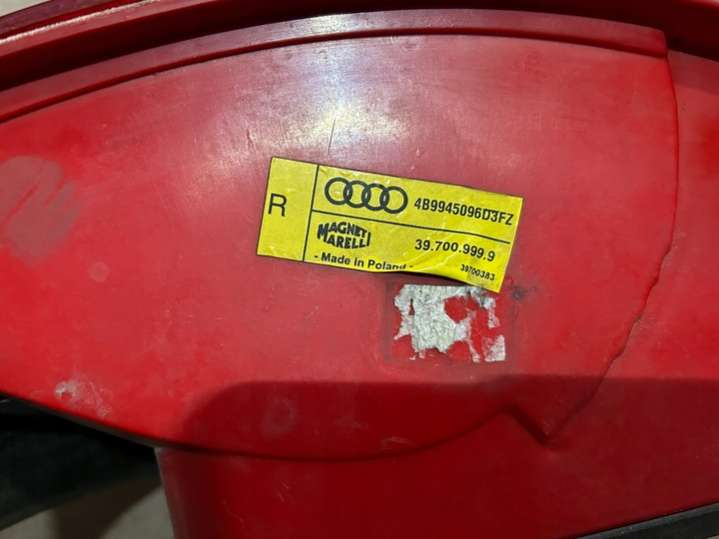 R
4B9945096D3FZ
MAGNETI
MARELLI
39.700.999.9
- Made in Poland -
39700383